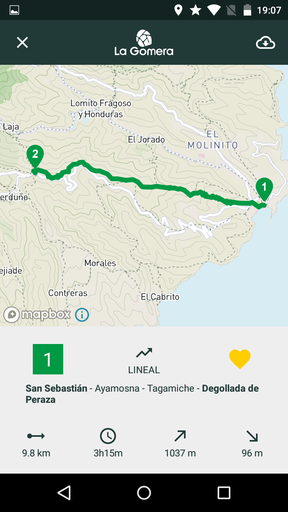 19:07
La Gomera
Lomito Fragoso
y Honduras
Laja
EL
MOLINITO
El Jorado
2
1
erduño
Morales
ejiade
Contreras
El Cabrito
mapbox
1
LINEAL
San Sebastián - Ayamosna - Tagamiche - Degollada de
Peraza
9.8 km
3h15m
1037 m
96 m